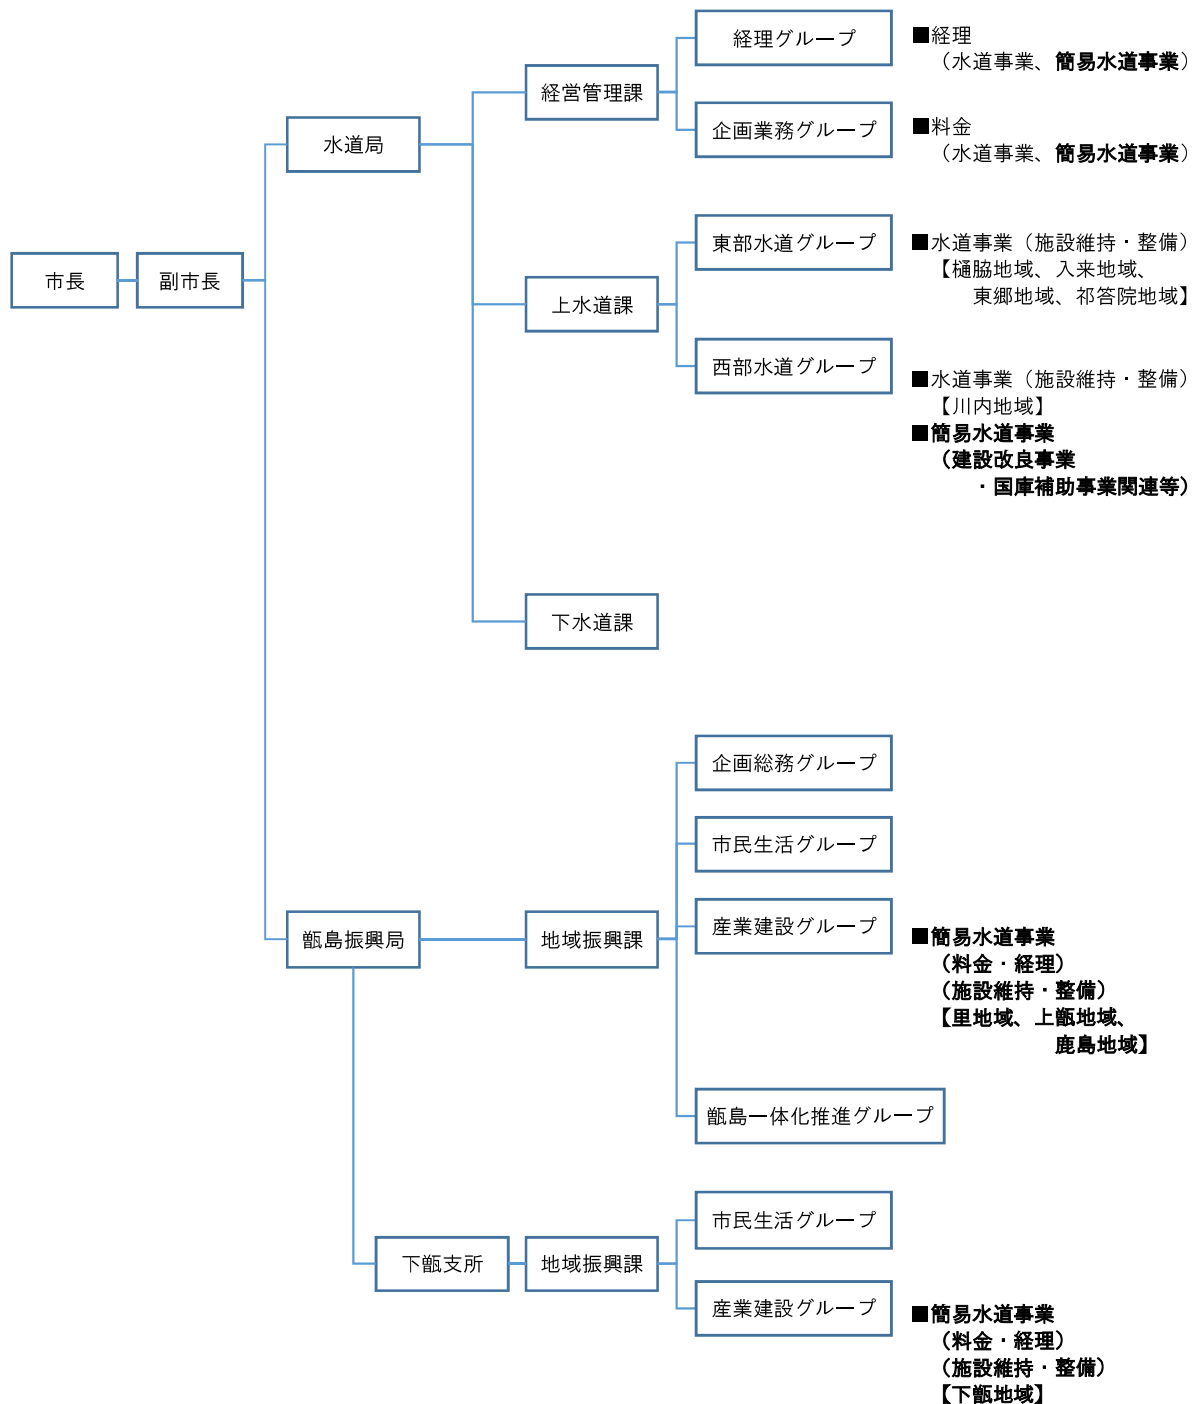 市長
副市長
水道局
経営管理課
経理グループ
■経理
（水道事業、簡易水道事業）
企画業務グループ
■料金
（水道事業、簡易水道事業）
上水道課
東部水道グループ
■水道事業（施設維持・整備）
【樋脇地域、入来地域、
東郷地域、祁答院地域】
西部水道グループ
■水道事業（施設維持・整備）
【川内地域】
■簡易水道事業
（建設改良事業
・国庫補助事業関連等）
下水道課
甑島振興局
地域振興課
企画総務グループ
市民生活グループ
産業建設グループ
■簡易水道事業
（料金・経理）
（施設維持・整備）
【里地域、上甑地域、
鹿島地域】
甑島一体化推進グループ
下甑支所
地域振興課
市民生活グループ
産業建設グループ
■簡易水道事業
（料金・経理）
（施設維持・整備）
【下甑地域】